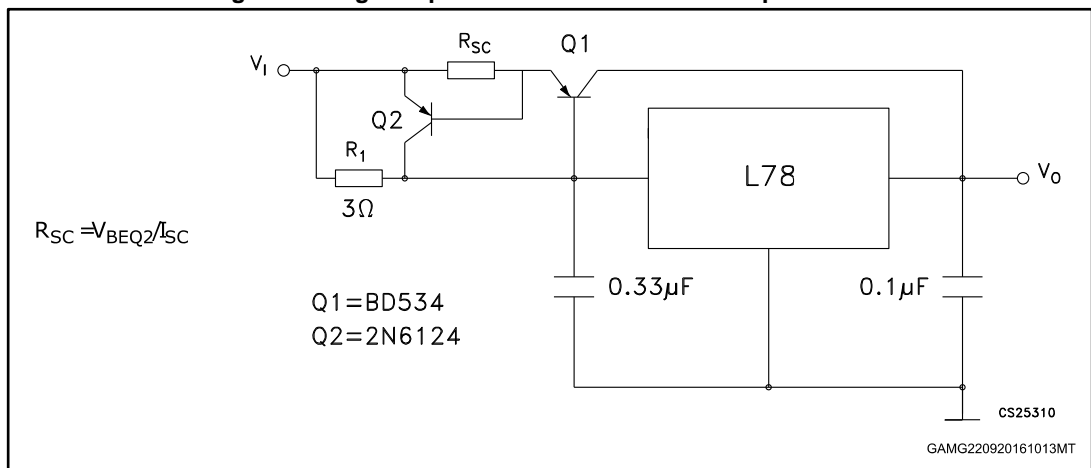 R_SC
Q1
V_I
Q2
R_1
3Ω
L78
V_O
R_SC =V_BEQ2/I_SC
0.33µF
0.1µF
Q1=BD534
Q2=2N6124
CS25310
GAMG220920161013MT